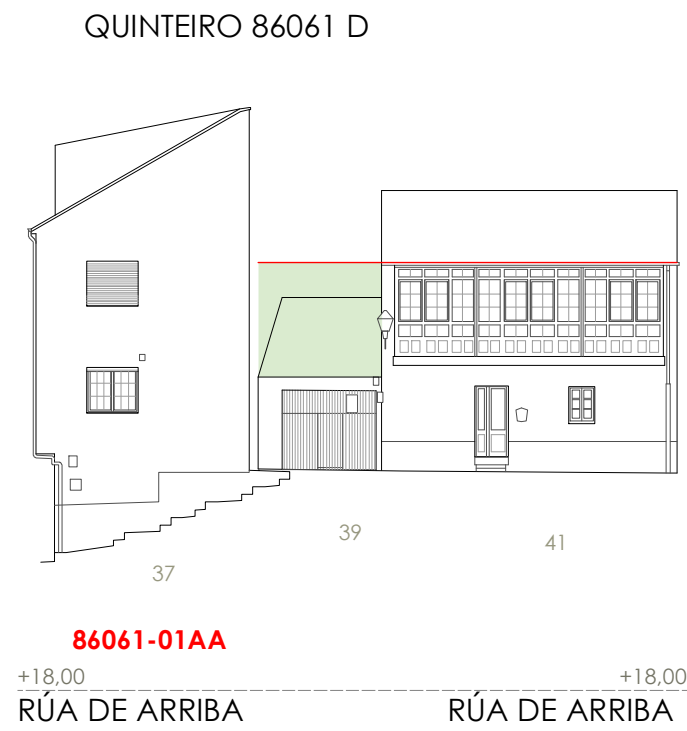 QUINTEIRO 86061 D
39
41
37
86061-01AA
+18,00 +18,00
RÚA DE ARRIBA RÚA DE ARRIBA